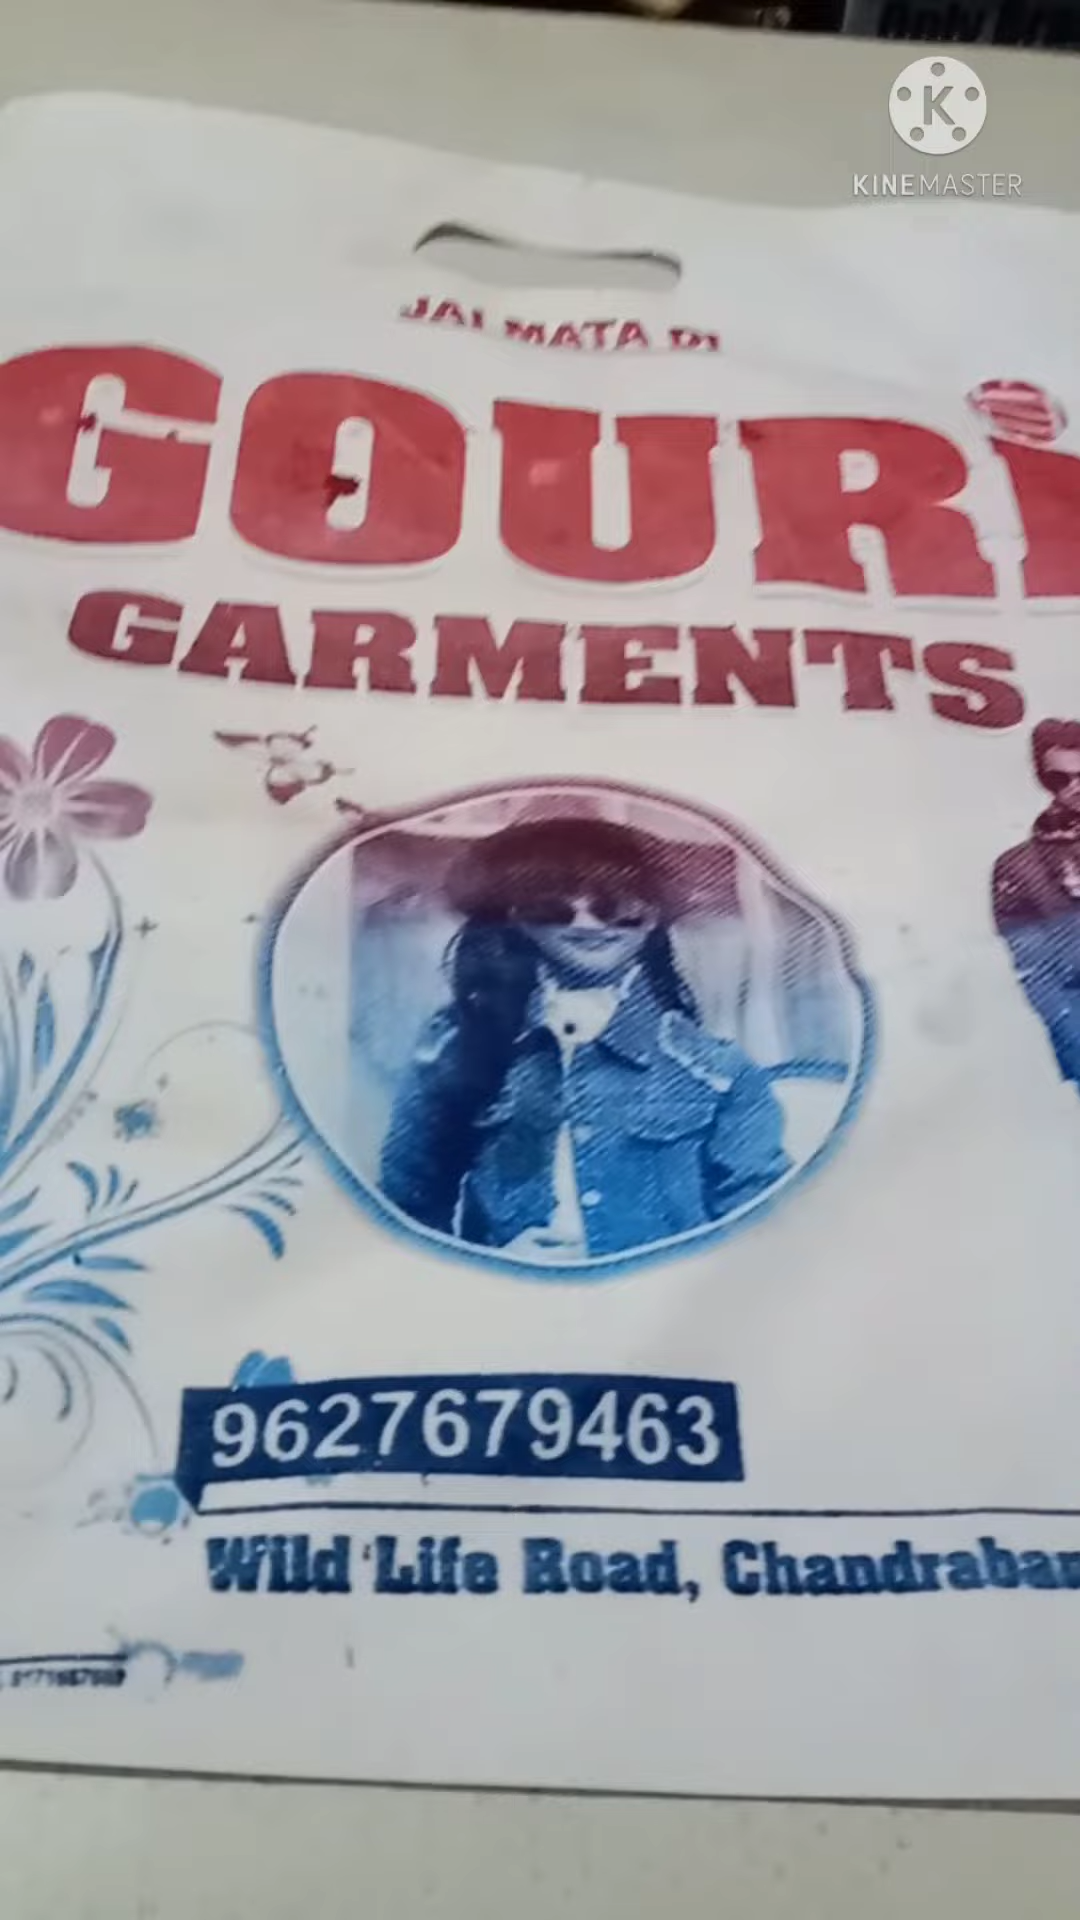 KINEMASTER
JAI MATA DI
GOURi
GARMENTS
9627679463
Wild Life Road,